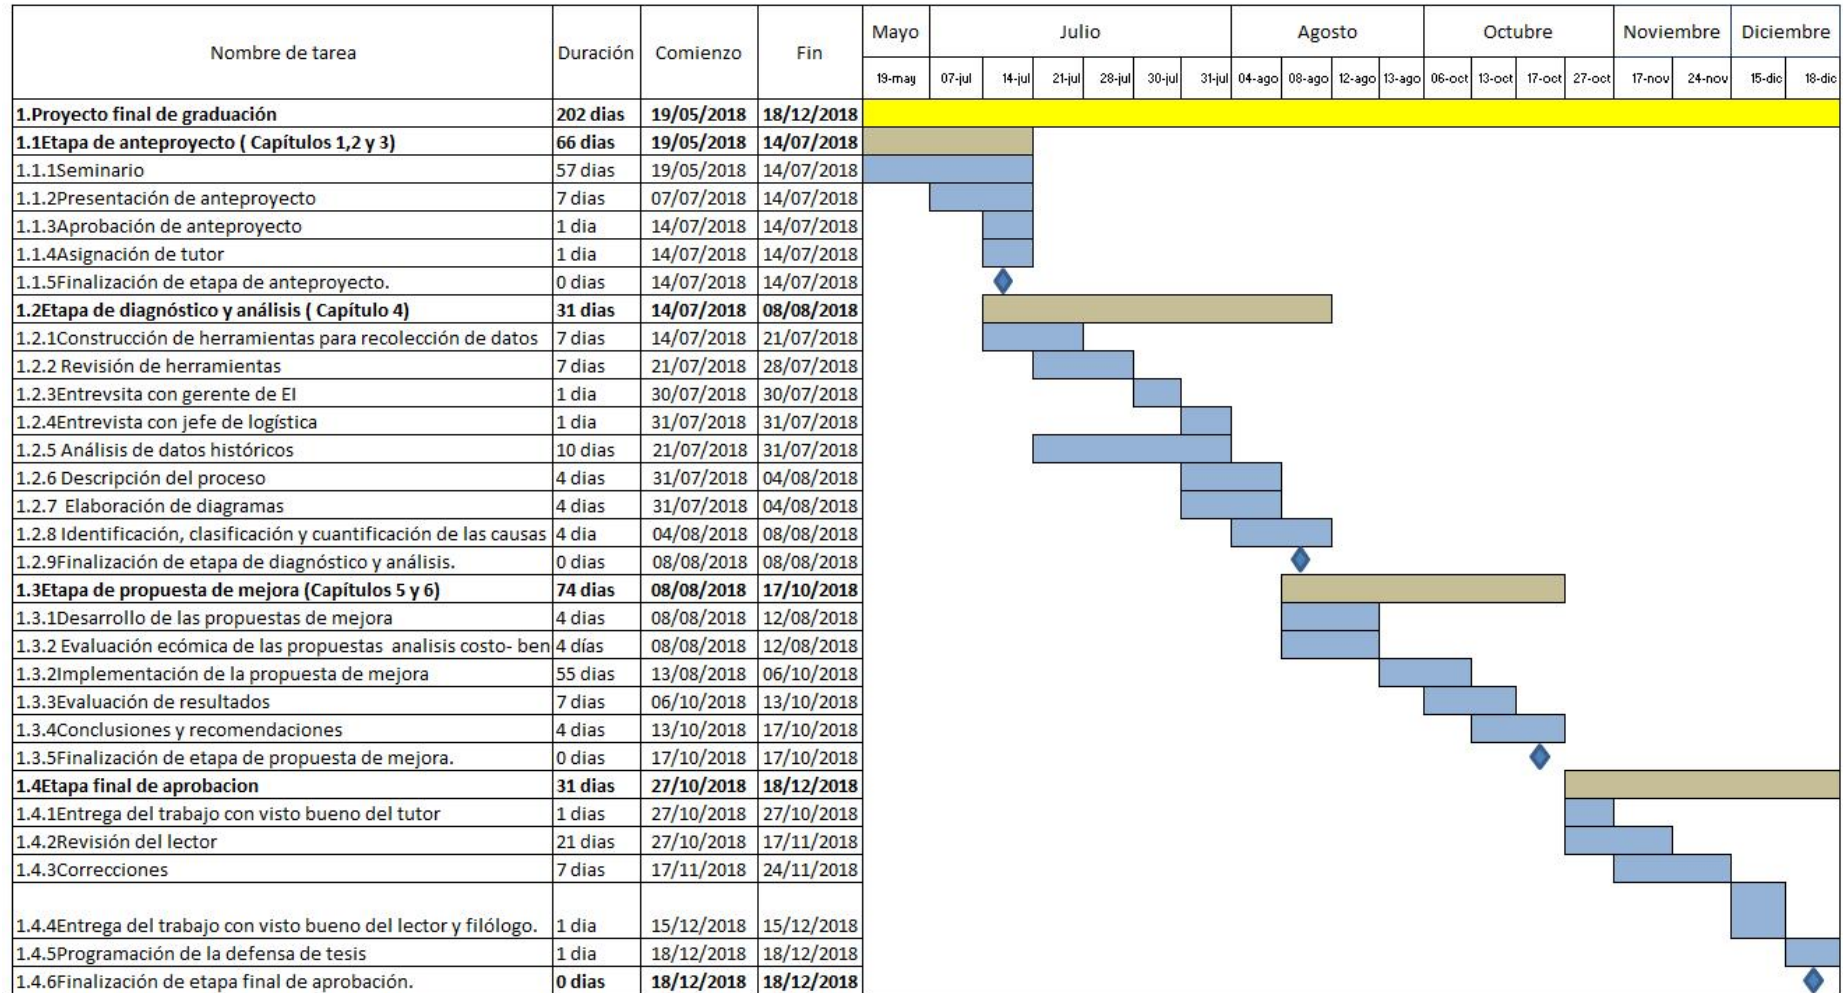 Nombre de tarea Duración Comienzo Fin Mayo Julio Agosto Octubre Noviembre Diciembre
19-may 07-jul 14-jul 21-jul 28-jul 30-jul 31-jul 04-ago 08-ago 12-ago 13-ago 06-oct 13-oct 17-oct 27-oct 17-nov 24-nov 15-dic 18-dic
1.Proyecto final de graduación 202 dias 19/05/2018 18/12/2018
1.1Etapa de anteproyecto ( Capítulos 1,2 y 3) 66 dias 19/05/2018 14/07/2018
1.1.1Seminario 57 dias 19/05/2018 14/07/2018
1.1.2Presentación de anteproyecto 7 dias 07/07/2018 14/07/2018
1.1.3Aprobación de anteproyecto 1 dia 14/07/2018 14/07/2018
1.1.4Asignación de tutor 1 dia 14/07/2018 14/07/2018
1.1.5Finalización de etapa de anteproyecto. 0 dias 14/07/2018 14/07/2018
1.2Etapa de diagnóstico y análisis ( Capítulo 4) 31 dias 14/07/2018 08/08/2018
1.2.1Construcción de herramientas para recolección de datos 7 dias 14/07/2018 21/07/2018
1.2.2 Revisión de herramientas 7 dias 21/07/2018 28/07/2018
1.2.3Entrevsita con gerente de EI 1 dia 30/07/2018 30/07/2018
1.2.4Entrevista con jefe de logística 1 dia 31/07/2018 31/07/2018
1.2.5 Análisis de datos históricos 10 dias 21/07/2018 31/07/2018
1.2.6 Descripción del proceso 4 dias 31/07/2018 04/08/2018
1.2.7 Elaboración de diagramas 4 dias 31/07/2018 04/08/2018
1.2.8 Identificación, clasificación y cuantificación de las causas 4 dia 04/08/2018 08/08/2018
1.2.9Finalización de etapa de diagnóstico y análisis. 0 dias 08/08/2018 08/08/2018
1.3Etapa de propuesta de mejora (Capítulos 5 y 6) 74 dias 08/08/2018 17/10/2018
1.3.1Desarrollo de las propuestas de mejora 4 dias 08/08/2018 12/08/2018
1.3.2 Evaluación ecómica de las propuestas analisis costo- ben 4 días 08/08/2018 12/08/2018
1.3.2Implementación de la propuesta de mejora 55 dias 13/08/2018 06/10/2018
1.3.3Evaluación de resultados 7 dias 06/10/2018 13/10/2018
1.3.4Conclusiones y recomendaciones 4 dias 13/10/2018 17/10/2018
1.3.5Finalización de etapa de propuesta de mejora. 0 dias 17/10/2018 17/10/2018
1.4Etapa final de aprobacion 31 dias 27/10/2018 18/12/2018
1.4.1Entrega del trabajo con visto bueno del tutor 1 dias 27/10/2018 27/10/2018
1.4.2Revisión del lector 21 dias 27/10/2018 17/11/2018
1.4.3Correcciones 7 dias 17/11/2018 24/11/2018
1.4.4Entrega del trabajo con visto bueno del lector y filólogo. 1 dia 15/12/2018 15/12/2018
1.4.5Programación de la defensa de tesis 1 dia 18/12/2018 18/12/2018
1.4.6Finalización de etapa final de aprobación. 0 dias 18/12/2018 18/12/2018